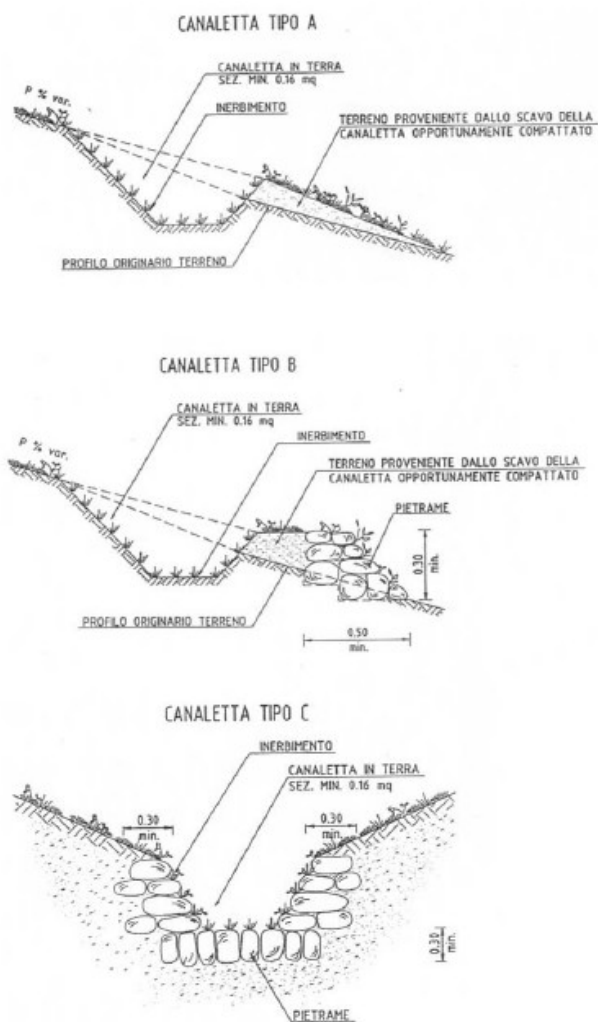 CANALETTA TIPO A
CANALETTA IN TERRA
SEZ. MIN. 0.16 mq
P % var.
INERBIMENTO
TERRENO PROVENIENTE DALLO SCAVO DELLA
CANALETTA OPPORTUNAMENTE COMPATTATO
PROFILO ORIGINARIO TERRENO
CANALETTA TIPO B
CANALETTA IN TERRA
SEZ. MIN. 0.16 mq
P % var.
INERBIMENTO
TERRENO PROVENIENTE DALLO SCAVO DELLA
CANALETTA OPPORTUNAMENTE COMPATTATO
PIETRAME
0.30
min.
PROFILO ORIGINARIO TERRENO
0.50
min.
CANALETTA TIPO C
INERBIMENTO
CANALETTA IN TERRA
SEZ. MIN. 0.16 mq
0.30
min.
0.30
min.
0.30
min.
PIETRAME